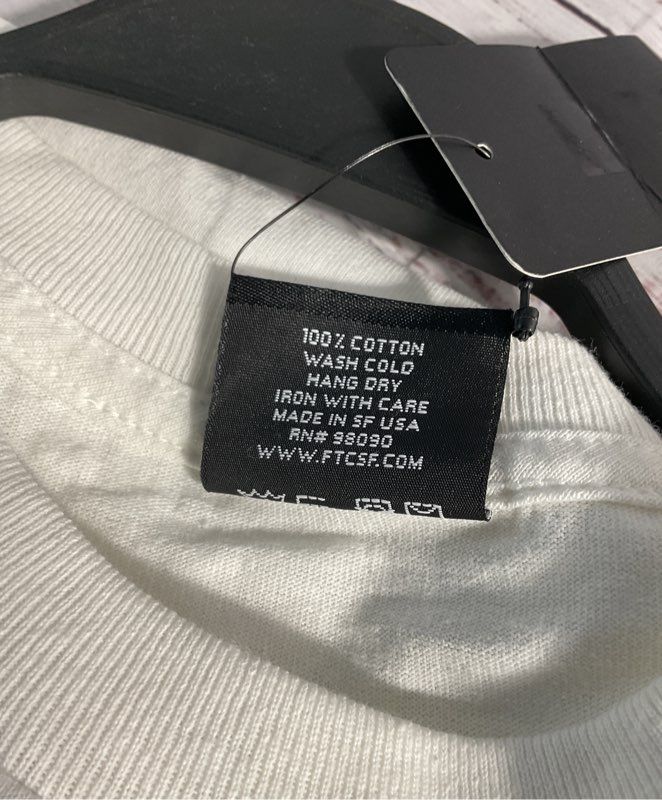 100% COTTON
WASH COLD
HANG DRY
IRON WITH CARE
MADE IN SF USA
RN# 98090
WWW.FTCSF.COM